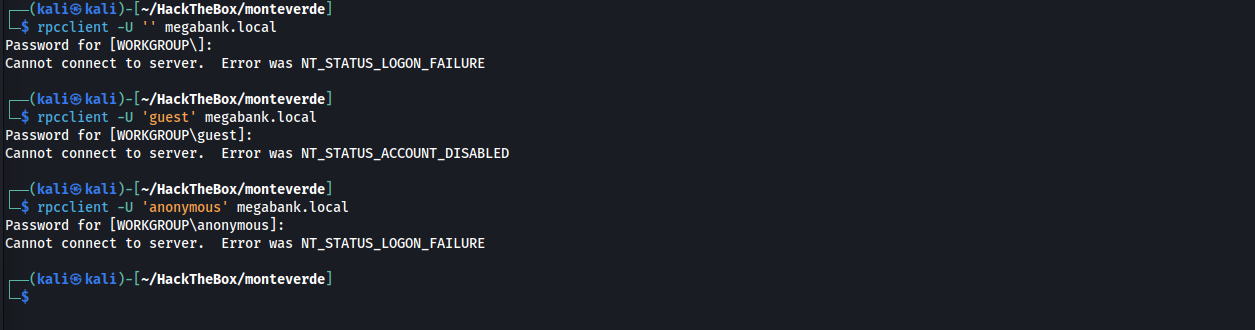 ┌──(kali㉿kali)-[~/HackTheBox/monteverde]
└─$ rpcclient -U '' megabank.local
Password for [WORKGROUP\]:
Cannot connect to server.  Error was NT_STATUS_LOGON_FAILURE
┌──(kali㉿kali)-[~/HackTheBox/monteverde]
└─$ rpcclient -U 'guest' megabank.local
Password for [WORKGROUP\guest]:
Cannot connect to server.  Error was NT_STATUS_ACCOUNT_DISABLED
┌──(kali㉿kali)-[~/HackTheBox/monteverde]
└─$ rpcclient -U 'anonymous' megabank.local
Password for [WORKGROUP\anonymous]:
Cannot connect to server.  Error was NT_STATUS_LOGON_FAILURE
┌──(kali㉿kali)-[~/HackTheBox/monteverde]
└─$